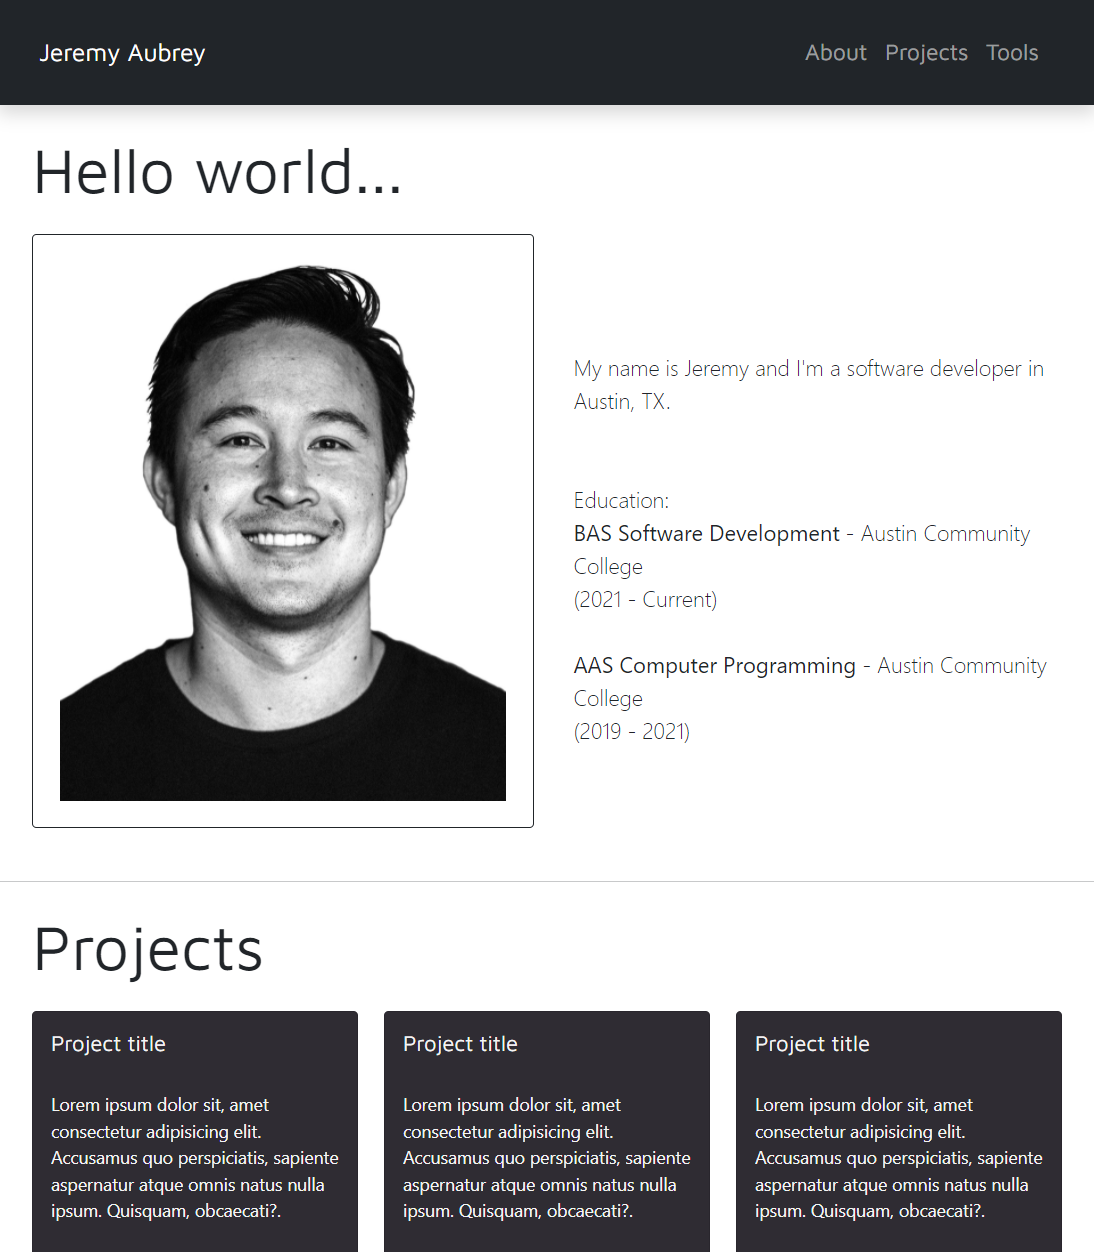 Jeremy Aubrey
About Projects Tools
Hello world...
My name is Jeremy and I'm a software developer in
Austin, TX.
Education:
BAS Software Development - Austin Community
College
(2021 - Current)
AAS Computer Programming - Austin Community
College
(2019 - 2021)
Projects
Project title
Lorem ipsum dolor sit, amet
consectetur adipisicing elit.
Accusamus quo perspiciatis, sapiente
aspernatur atque omnis natus nulla
ipsum. Quisquam, obcaecati?.
Project title
Lorem ipsum dolor sit, amet
consectetur adipisicing elit.
Accusamus quo perspiciatis, sapiente
aspernatur atque omnis natus nulla
ipsum. Quisquam, obcaecati?.
Project title
Lorem ipsum dolor sit, amet
consectetur adipisicing elit.
Accusamus quo perspiciatis, sapiente
aspernatur atque omnis natus nulla
ipsum. Quisquam, obcaecati?.